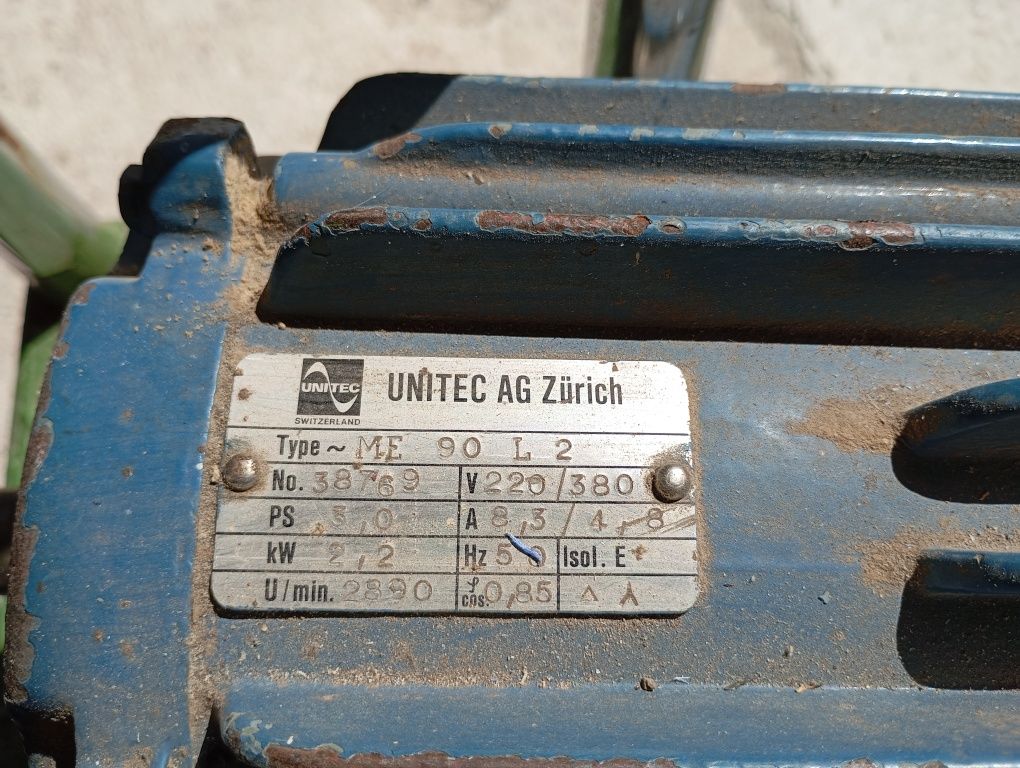 UNITEC
SWITZERLAND
UNITEC AG Zürich
Type ~ ME 90 L 2
No. 38769 V 220/380
PS 3,0 A 8,3/4,8
kW 2,2 Hz 50 Isol. E
U/min. 2890 cos. φ 0,85 △ ⅄